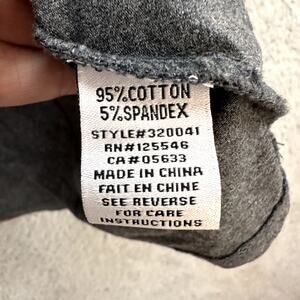 95%COTTON
5%SPANDEX
STYLE#320041
RN#125546
CA#05633
MADE IN CHINA
FAIT EN CHINE
SEE REVERSE
FOR CARE
INSTRUCTIONS